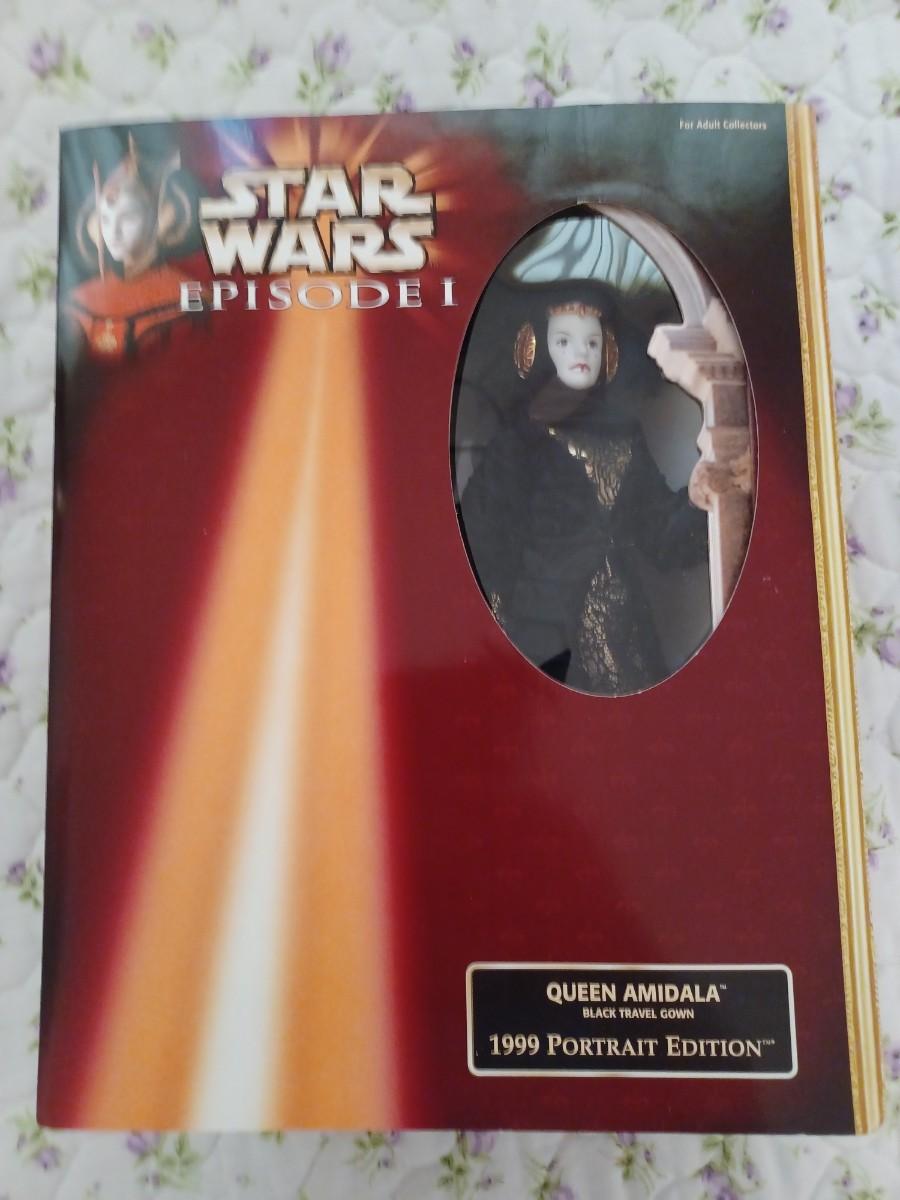 For Adult Collectors
STAR
WARS
EPISODE I
QUEEN AMIDALA™
BLACK TRAVEL GOWN
1999 PORTRAIT EDITION™*